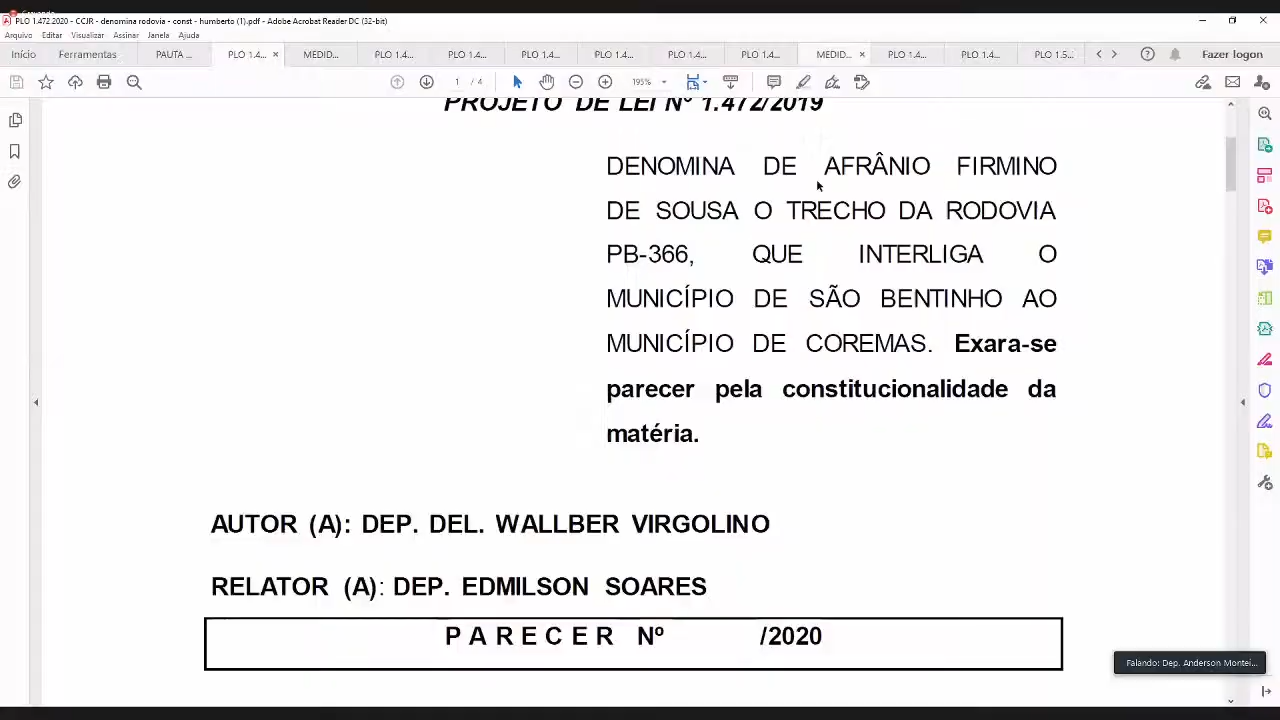 Gravando
PLO 1.472.2020 - CCJR - denomina rodovia - const - humberto (1).pdf - Adobe Acrobat Reader DC (32-bit)
Arquivo Editar Visualizar Assinar Janela Ajuda
Início Ferramentas PAUTA ... PLO 1.4... MEDID... PLO 1.4... PLO 1.4... PLO 1.4... PLO 1.4... PLO 1.4... PLO 1.4... MEDID... PLO 1.4... PLO 1.4... PLO 1.5... Fazer logon
1 / 4 195%
PROJETO DE LEI Nº 1.472/2019
DENOMINA DE AFRÂNIO FIRMINO
DE SOUSA O TRECHO DA RODOVIA
PB-366, QUE INTERLIGA O
MUNICÍPIO DE SÃO BENTINHO AO
MUNICÍPIO DE COREMAS. Exara-se
parecer pela constitucionalidade da
matéria.
AUTOR (A): DEP. DEL. WALLBER VIRGOLINO
RELATOR (A): DEP. EDMILSON SOARES
P A R E C E R Nº /2020
Falando: Dep. Anderson Montei...